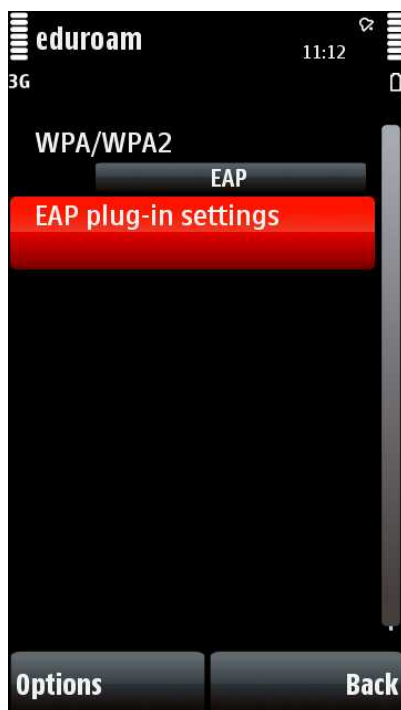 eduroam
11:12
3G
WPA/WPA2
EAP
EAP plug-in settings
Options
Back